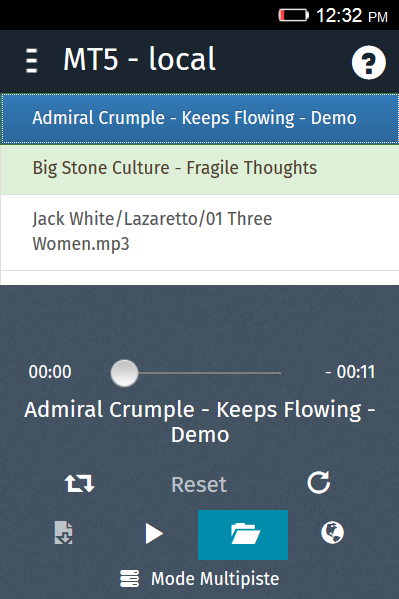 12:32 PM
MT5 - local
?
Admiral Crumple - Keeps Flowing - Demo
Big Stone Culture - Fragile Thoughts
Jack White/Lazaretto/01 Three
Women.mp3
00:00 - 00:11
Admiral Crumple - Keeps Flowing -
Demo
Reset
Mode Multipiste